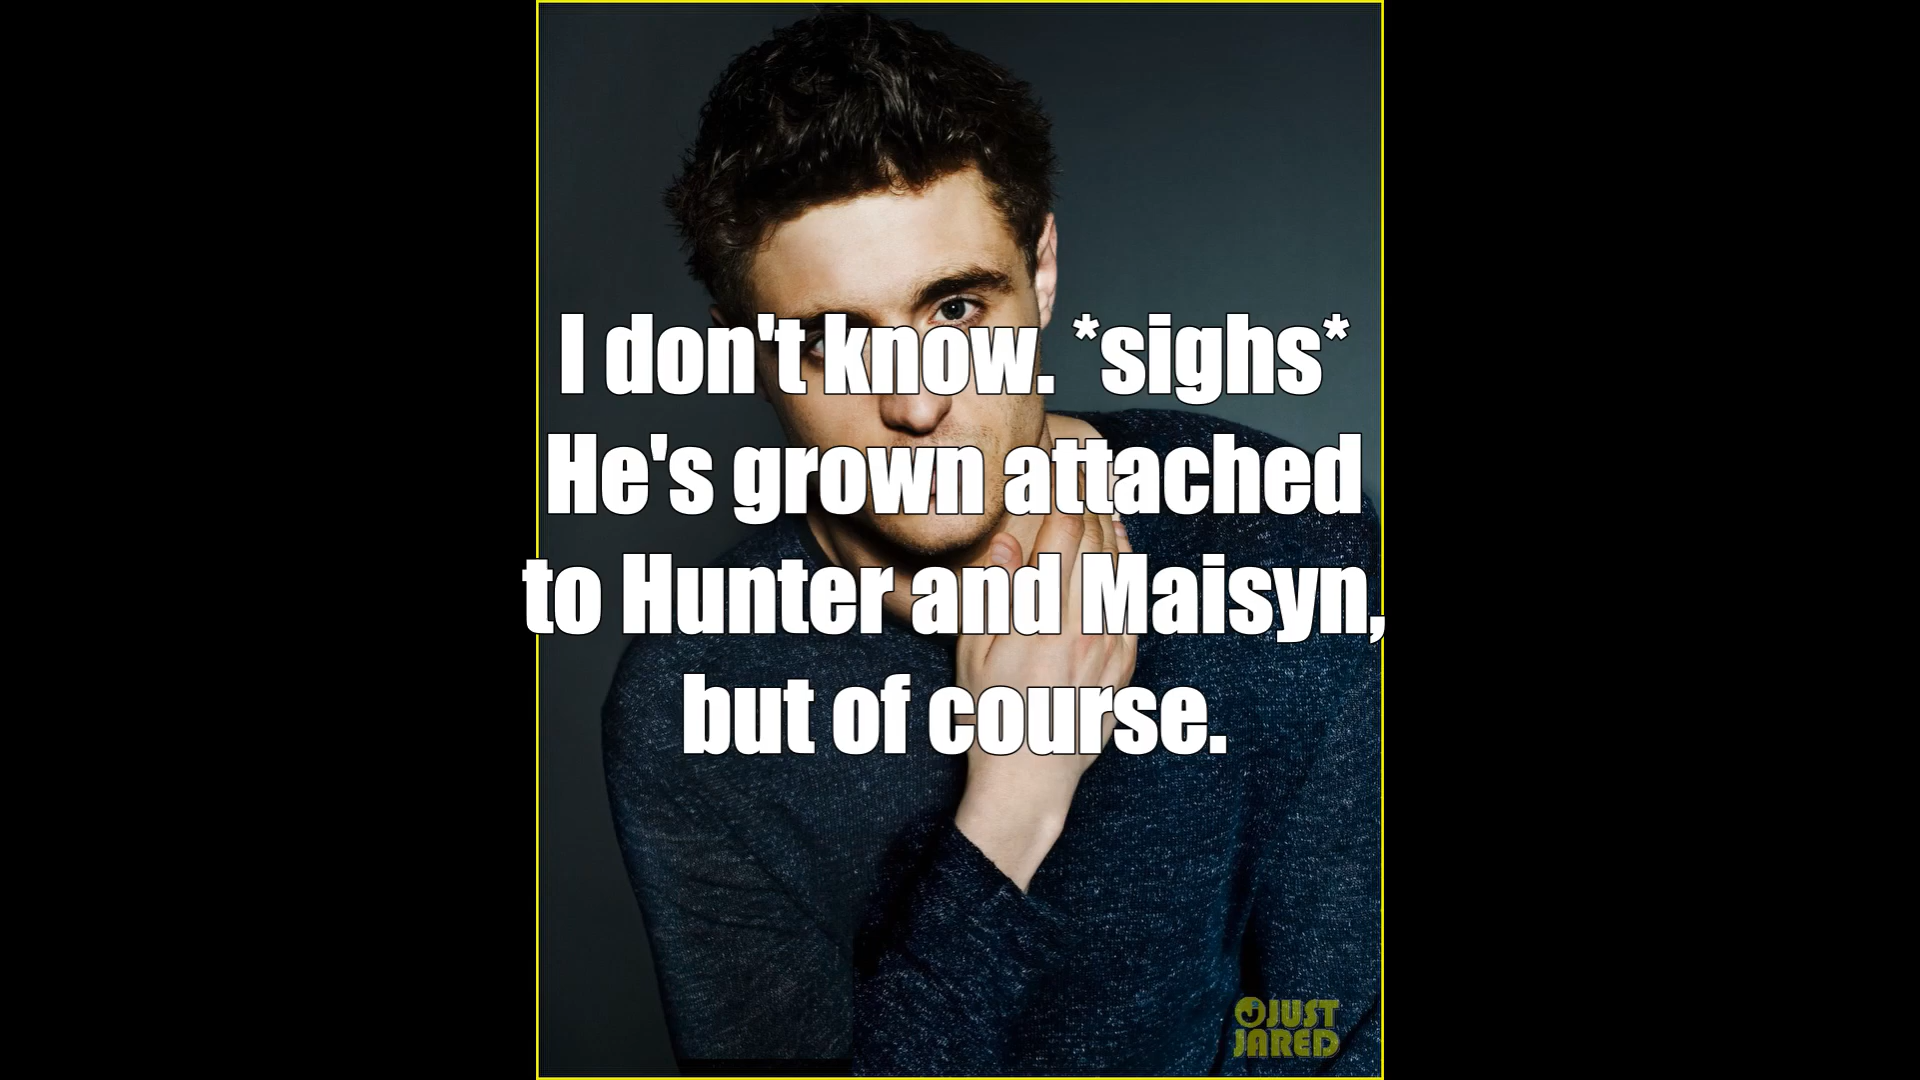 I don't know. *sighs*
He's grown attached
to Hunter and Maisyn,
but of course.
JUST
JARED